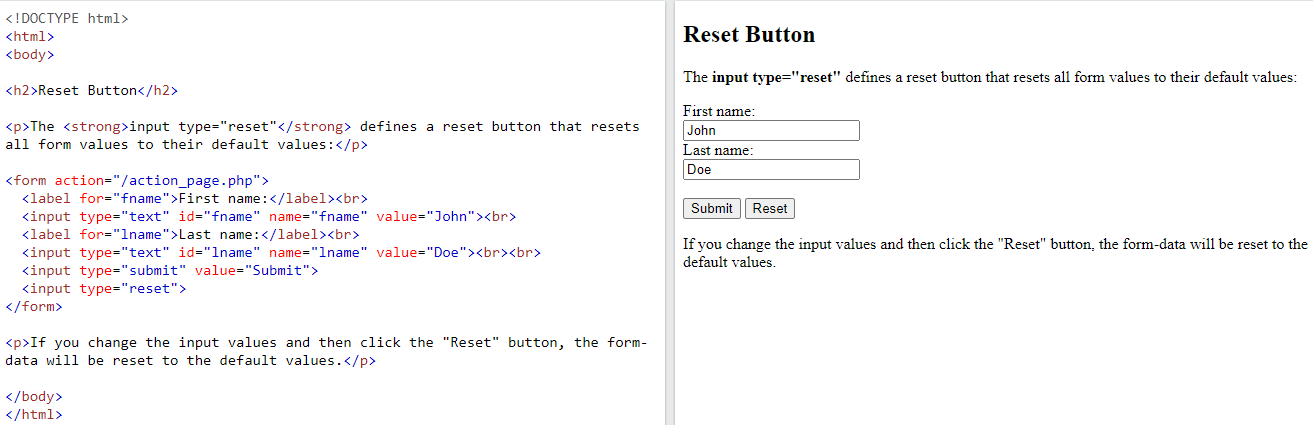 <!DOCTYPE html>
<html>
<body>
<h2>Reset Button</h2>
<p>The <strong>input type="reset"</strong> defines a reset button that resets
all form values to their default values:</p>
<form action="/action_page.php">
<label for="fname">First name:</label><br>
<input type="text" id="fname" name="fname" value="John"><br>
<label for="lname">Last name:</label><br>
<input type="text" id="lname" name="lname" value="Doe"><br><br>
<input type="submit" value="Submit">
<input type="reset">
</form>
<p>If you change the input values and then click the "Reset" button, the form-
data will be reset to the default values.</p>
</body>
</html>
Reset Button
The input type="reset" defines a reset button that resets all form values to their default values:
First name:
John
Last name:
Doe
Submit Reset
If you change the input values and then click the "Reset" button, the form-data will be reset to the
default values.